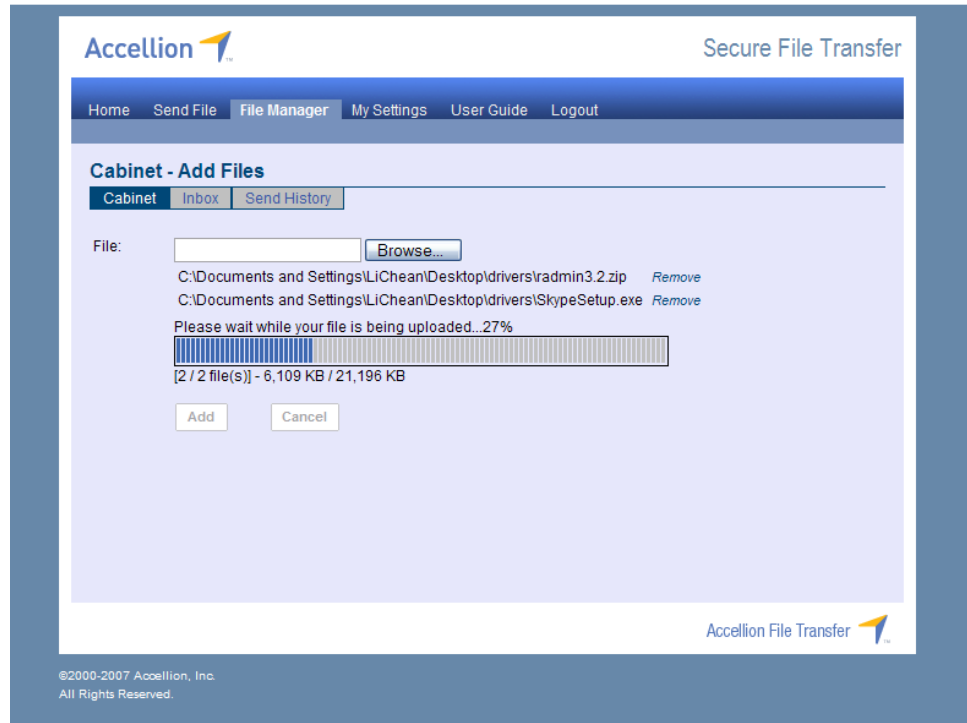 Accellion ™
Secure File Transfer
Home Send File File Manager My Settings User Guide Logout
Cabinet - Add Files
Cabinet Inbox Send History
File: Browse...
C:\Documents and Settings\LiChean\Desktop\drivers\radmin3.2.zip Remove
C:\Documents and Settings\LiChean\Desktop\drivers\SkypeSetup.exe Remove
Please wait while your file is being uploaded...27%
[2 / 2 file(s)] - 6,109 KB / 21,196 KB
Add Cancel
Accellion File Transfer ™
©2000-2007 Accellion, Inc.
All Rights Reserved.